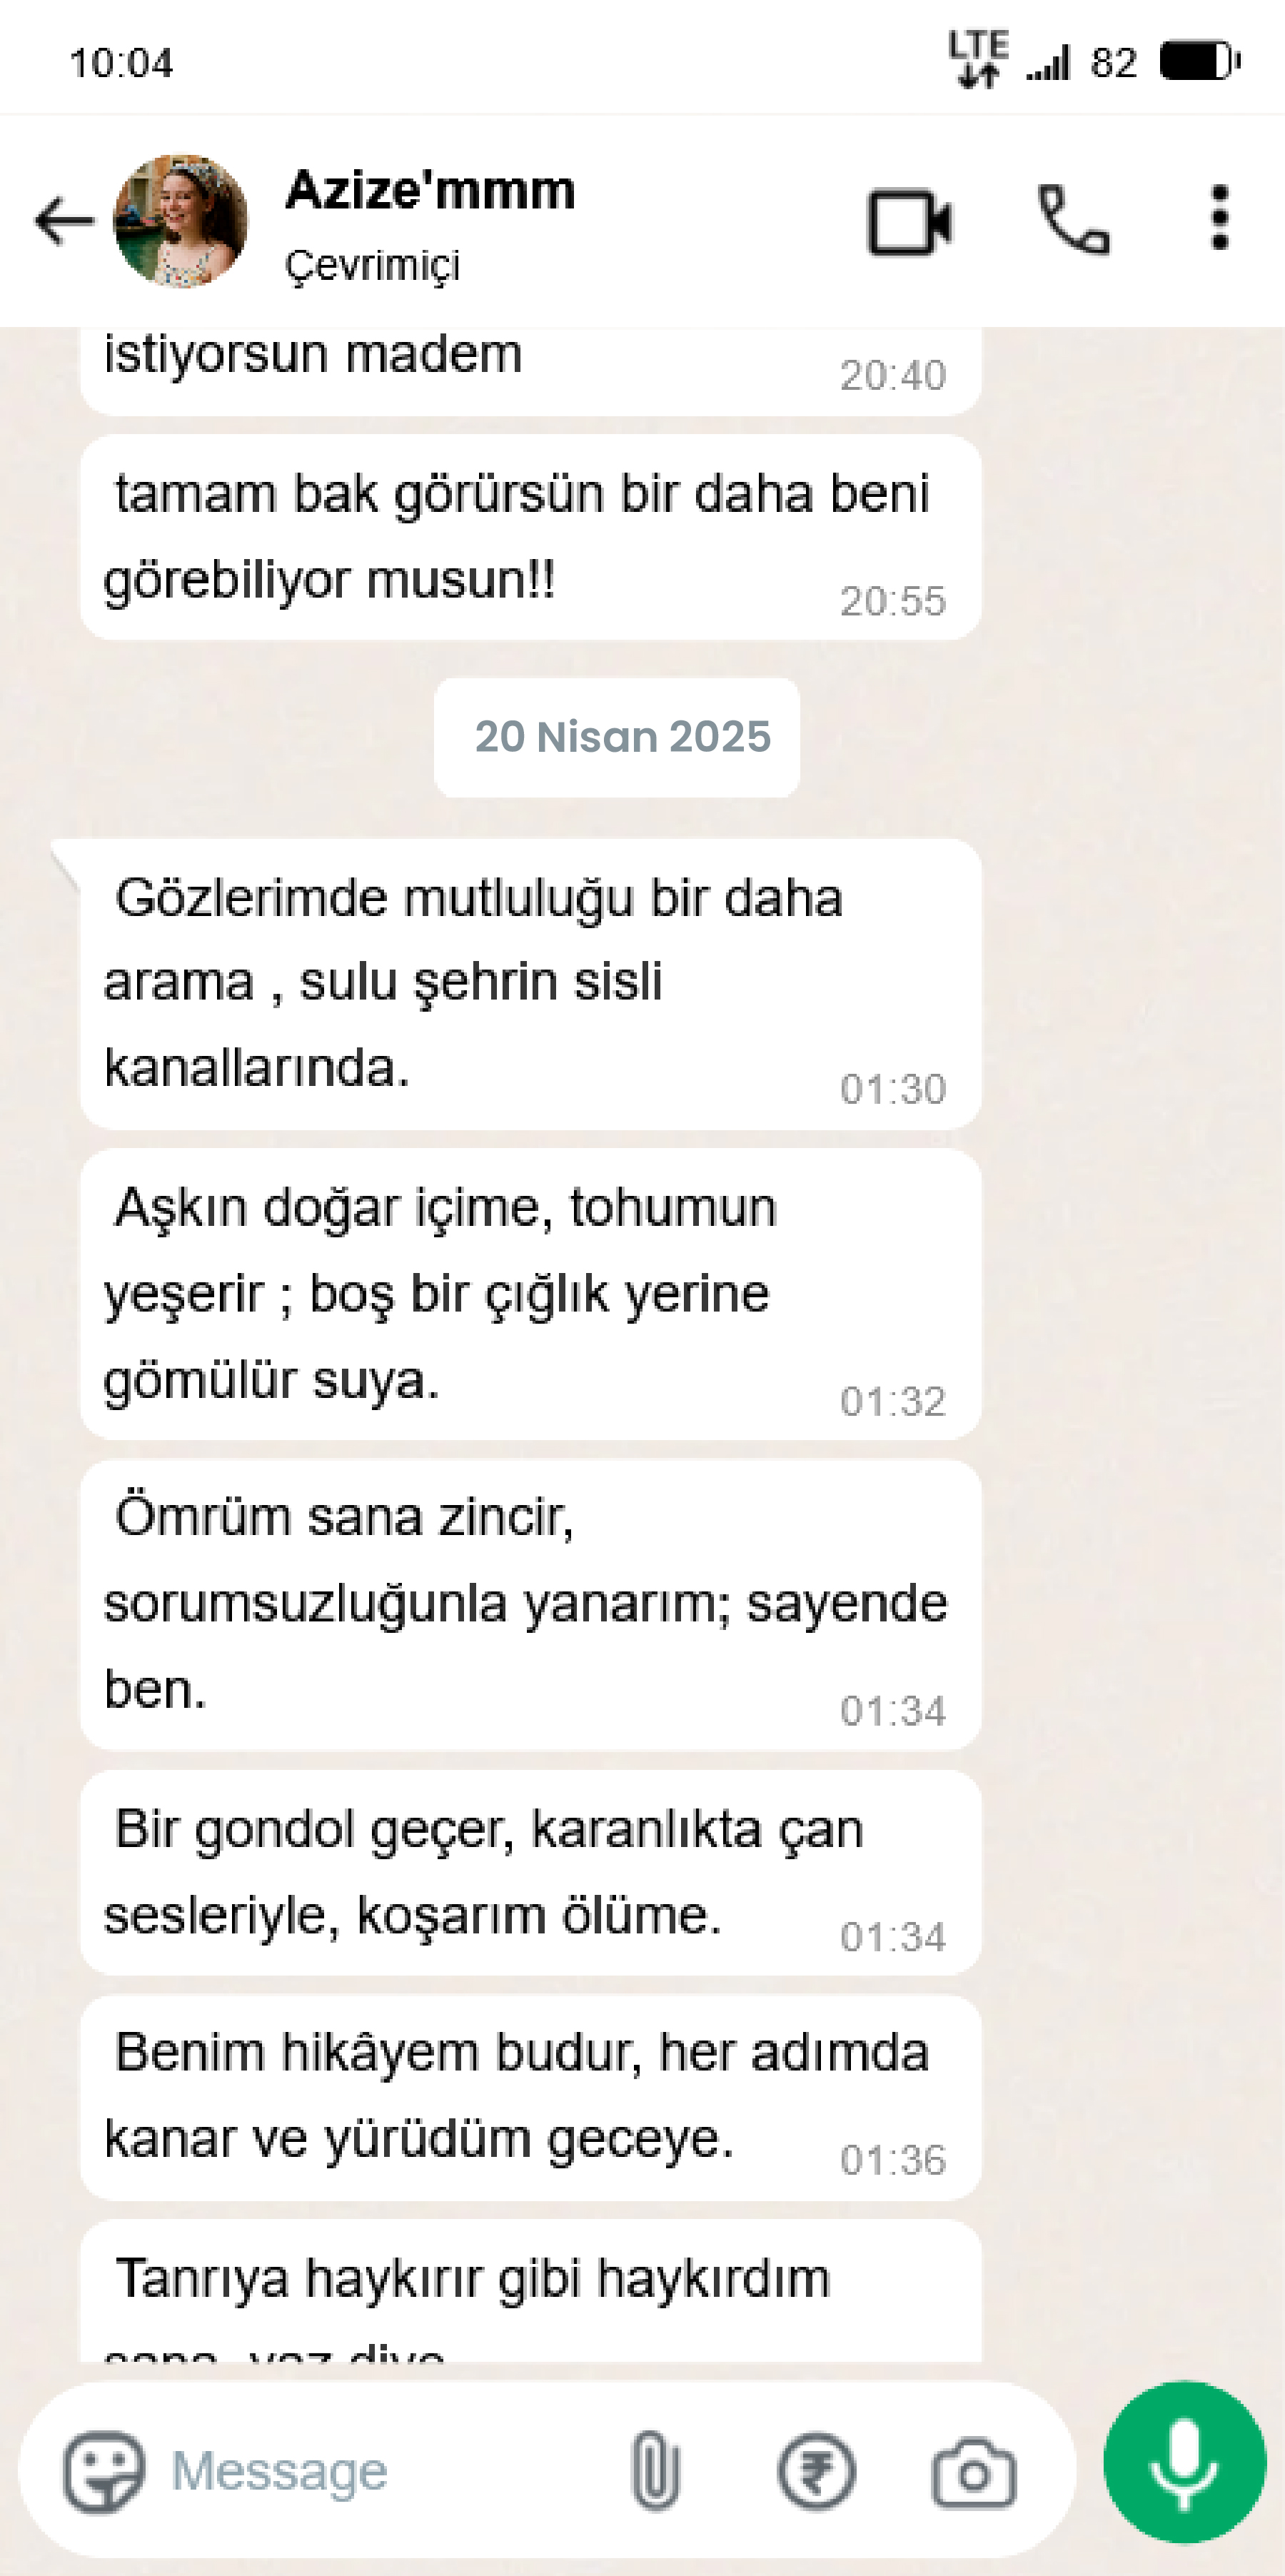 10:04
LTE
82
Azize'mmm
Çevrimiçi
istiyorsun madem
20:40
tamam bak görürsün bir daha beni
görebiliyor musun!!
20:55
20 Nisan 2025
Gözlerimde mutluluğu bir daha
arama , sulu şehrin sisli
kanallarında.
01:30
Aşkın doğar içime, tohumun
yeşerir ; boş bir çığlık yerine
gömülür suya.
01:32
Ömrüm sana zincir,
sorumsuzluğunla yanarım; sayende
ben.
01:34
Bir gondol geçer, karanlıkta çan
sesleriyle, koşarım ölüme.
01:34
Benim hikâyem budur, her adımda
kanar ve yürüdüm geceye.
01:36
Tanrıya haykırır gibi haykırdım
Message